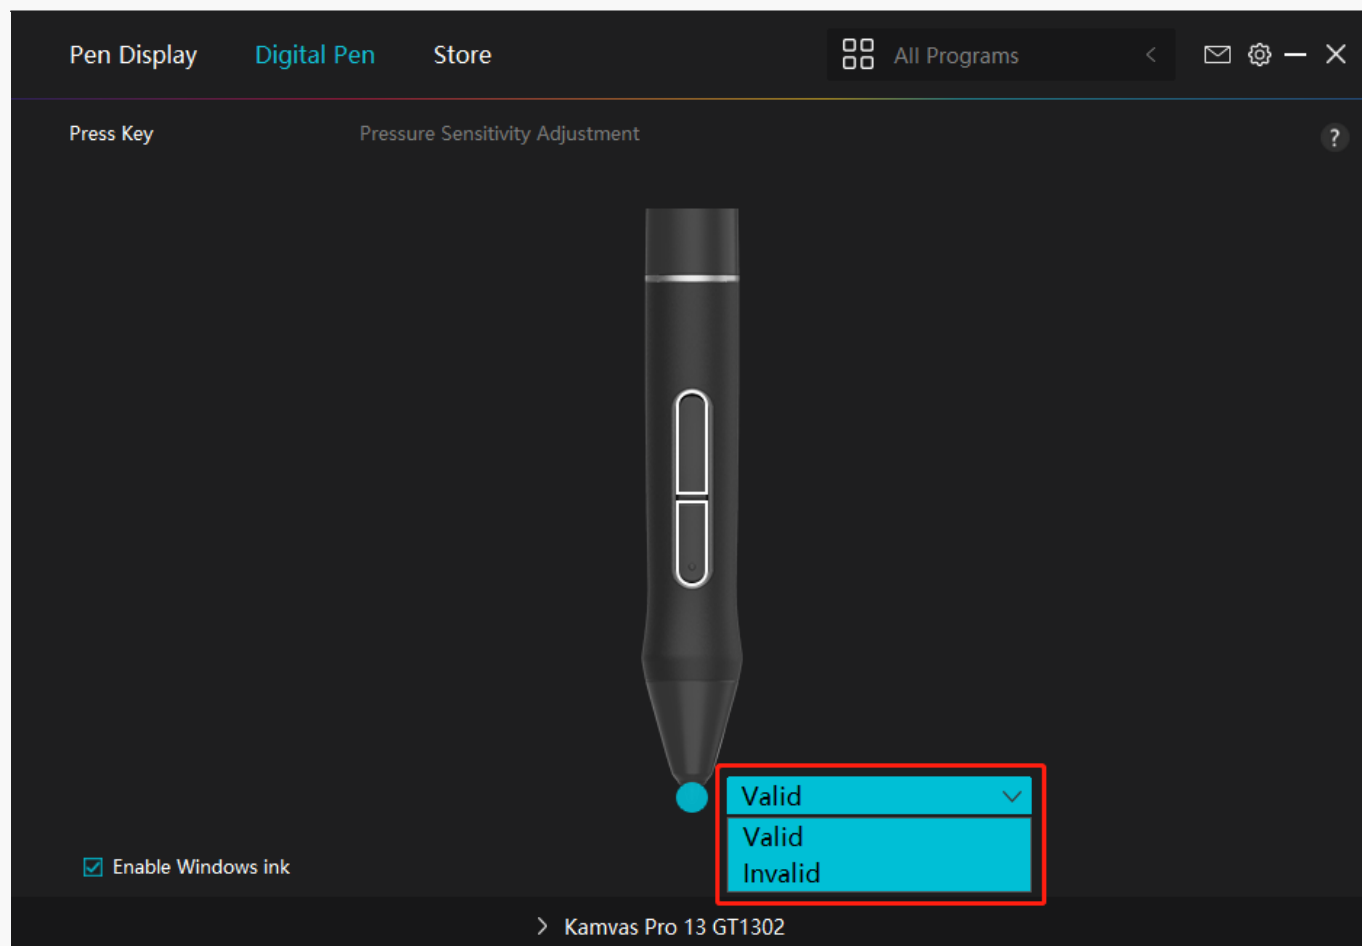 Pen Display Digital Pen Store All Programs
Press Key Pressure Sensitivity Adjustment ?
Valid
Valid
Invalid
Enable Windows ink
Kamvas Pro 13 GT1302